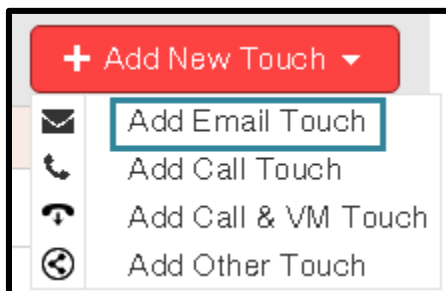 + Add New Touch
Add Email Touch
Add Call Touch
Add Call & VM Touch
Add Other Touch